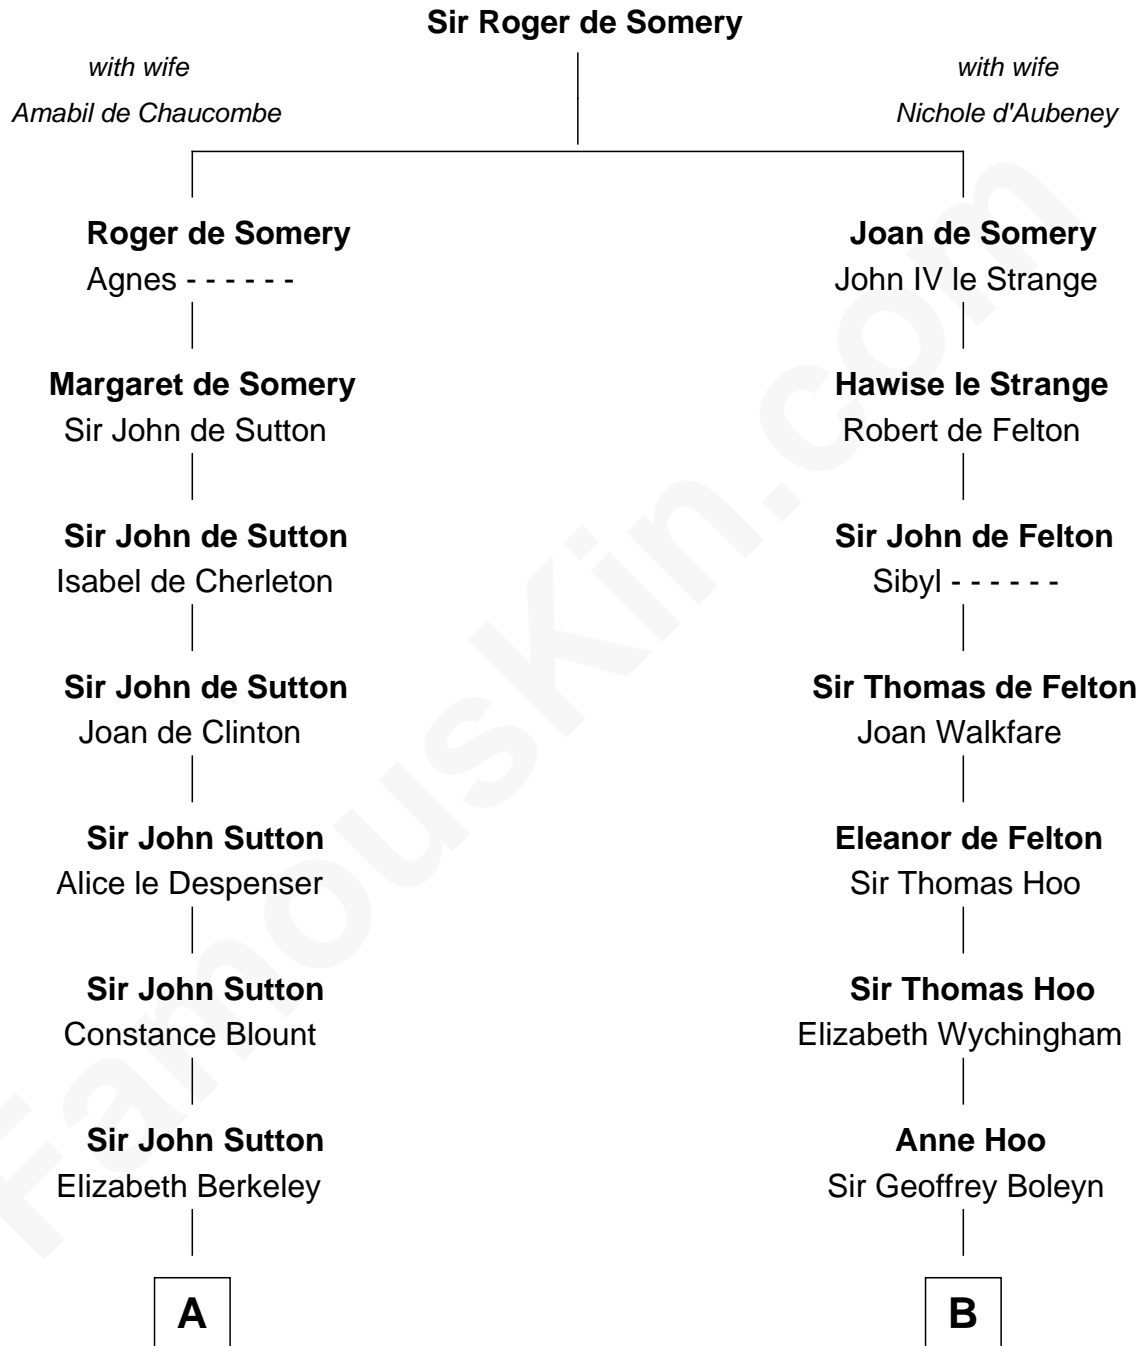 Sir Roger de Somery
with wife
Amabil de Chaucombe
with wife
Nichole d'Aubeney
Roger de Somery
Agnes - - - - - -
Joan de Somery
John IV le Strange
Margaret de Somery
Sir John de Sutton
Hawise le Strange
Robert de Felton
Sir John de Sutton
Isabel de Cherleton
Sir John de Felton
Sibyl - - - - - -
Sir John de Sutton
Joan de Clinton
Sir Thomas de Felton
Joan Walkfare
Sir John Sutton
Alice le Despenser
Eleanor de Felton
Sir Thomas Hoo
Sir John Sutton
Constance Blount
Sir Thomas Hoo
Elizabeth Wychingham
Sir John Sutton
Elizabeth Berkeley
Anne Hoo
Sir Geoffrey Boleyn
A
B
FamousKin.com